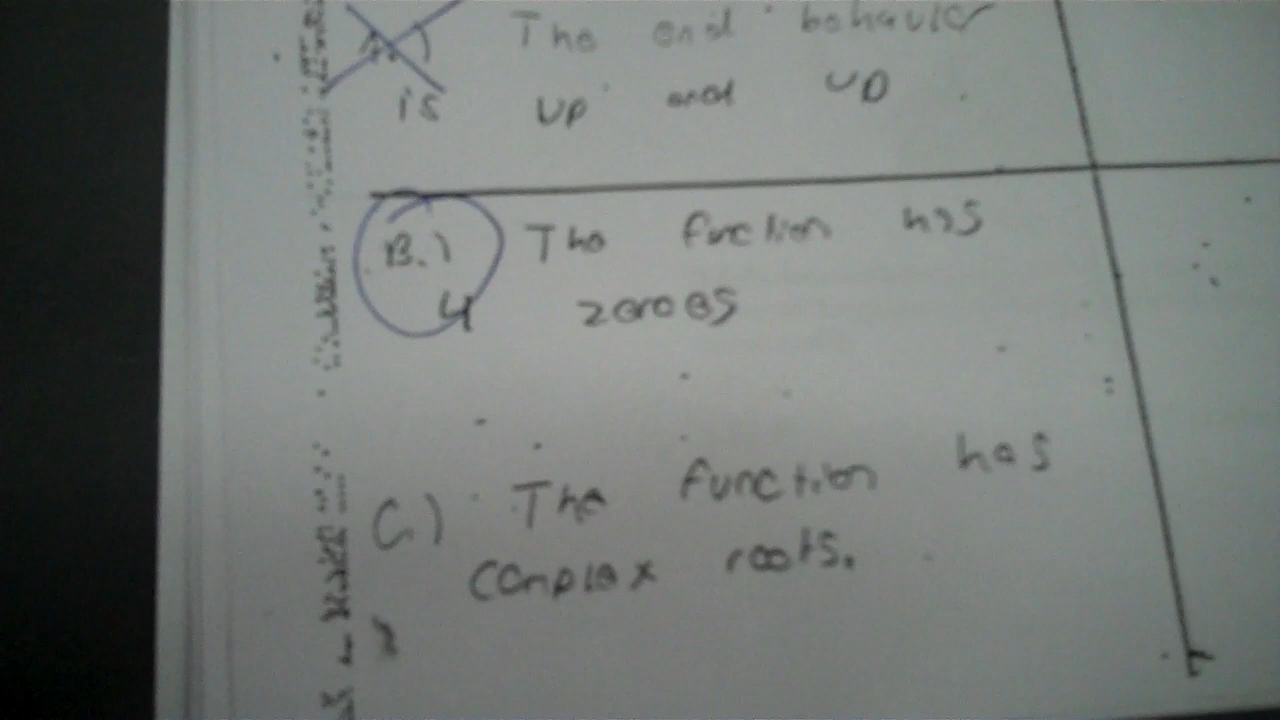 The end behavior
is up and up
B.) The function has
4 zeroes
C.) The function has
complex roots.